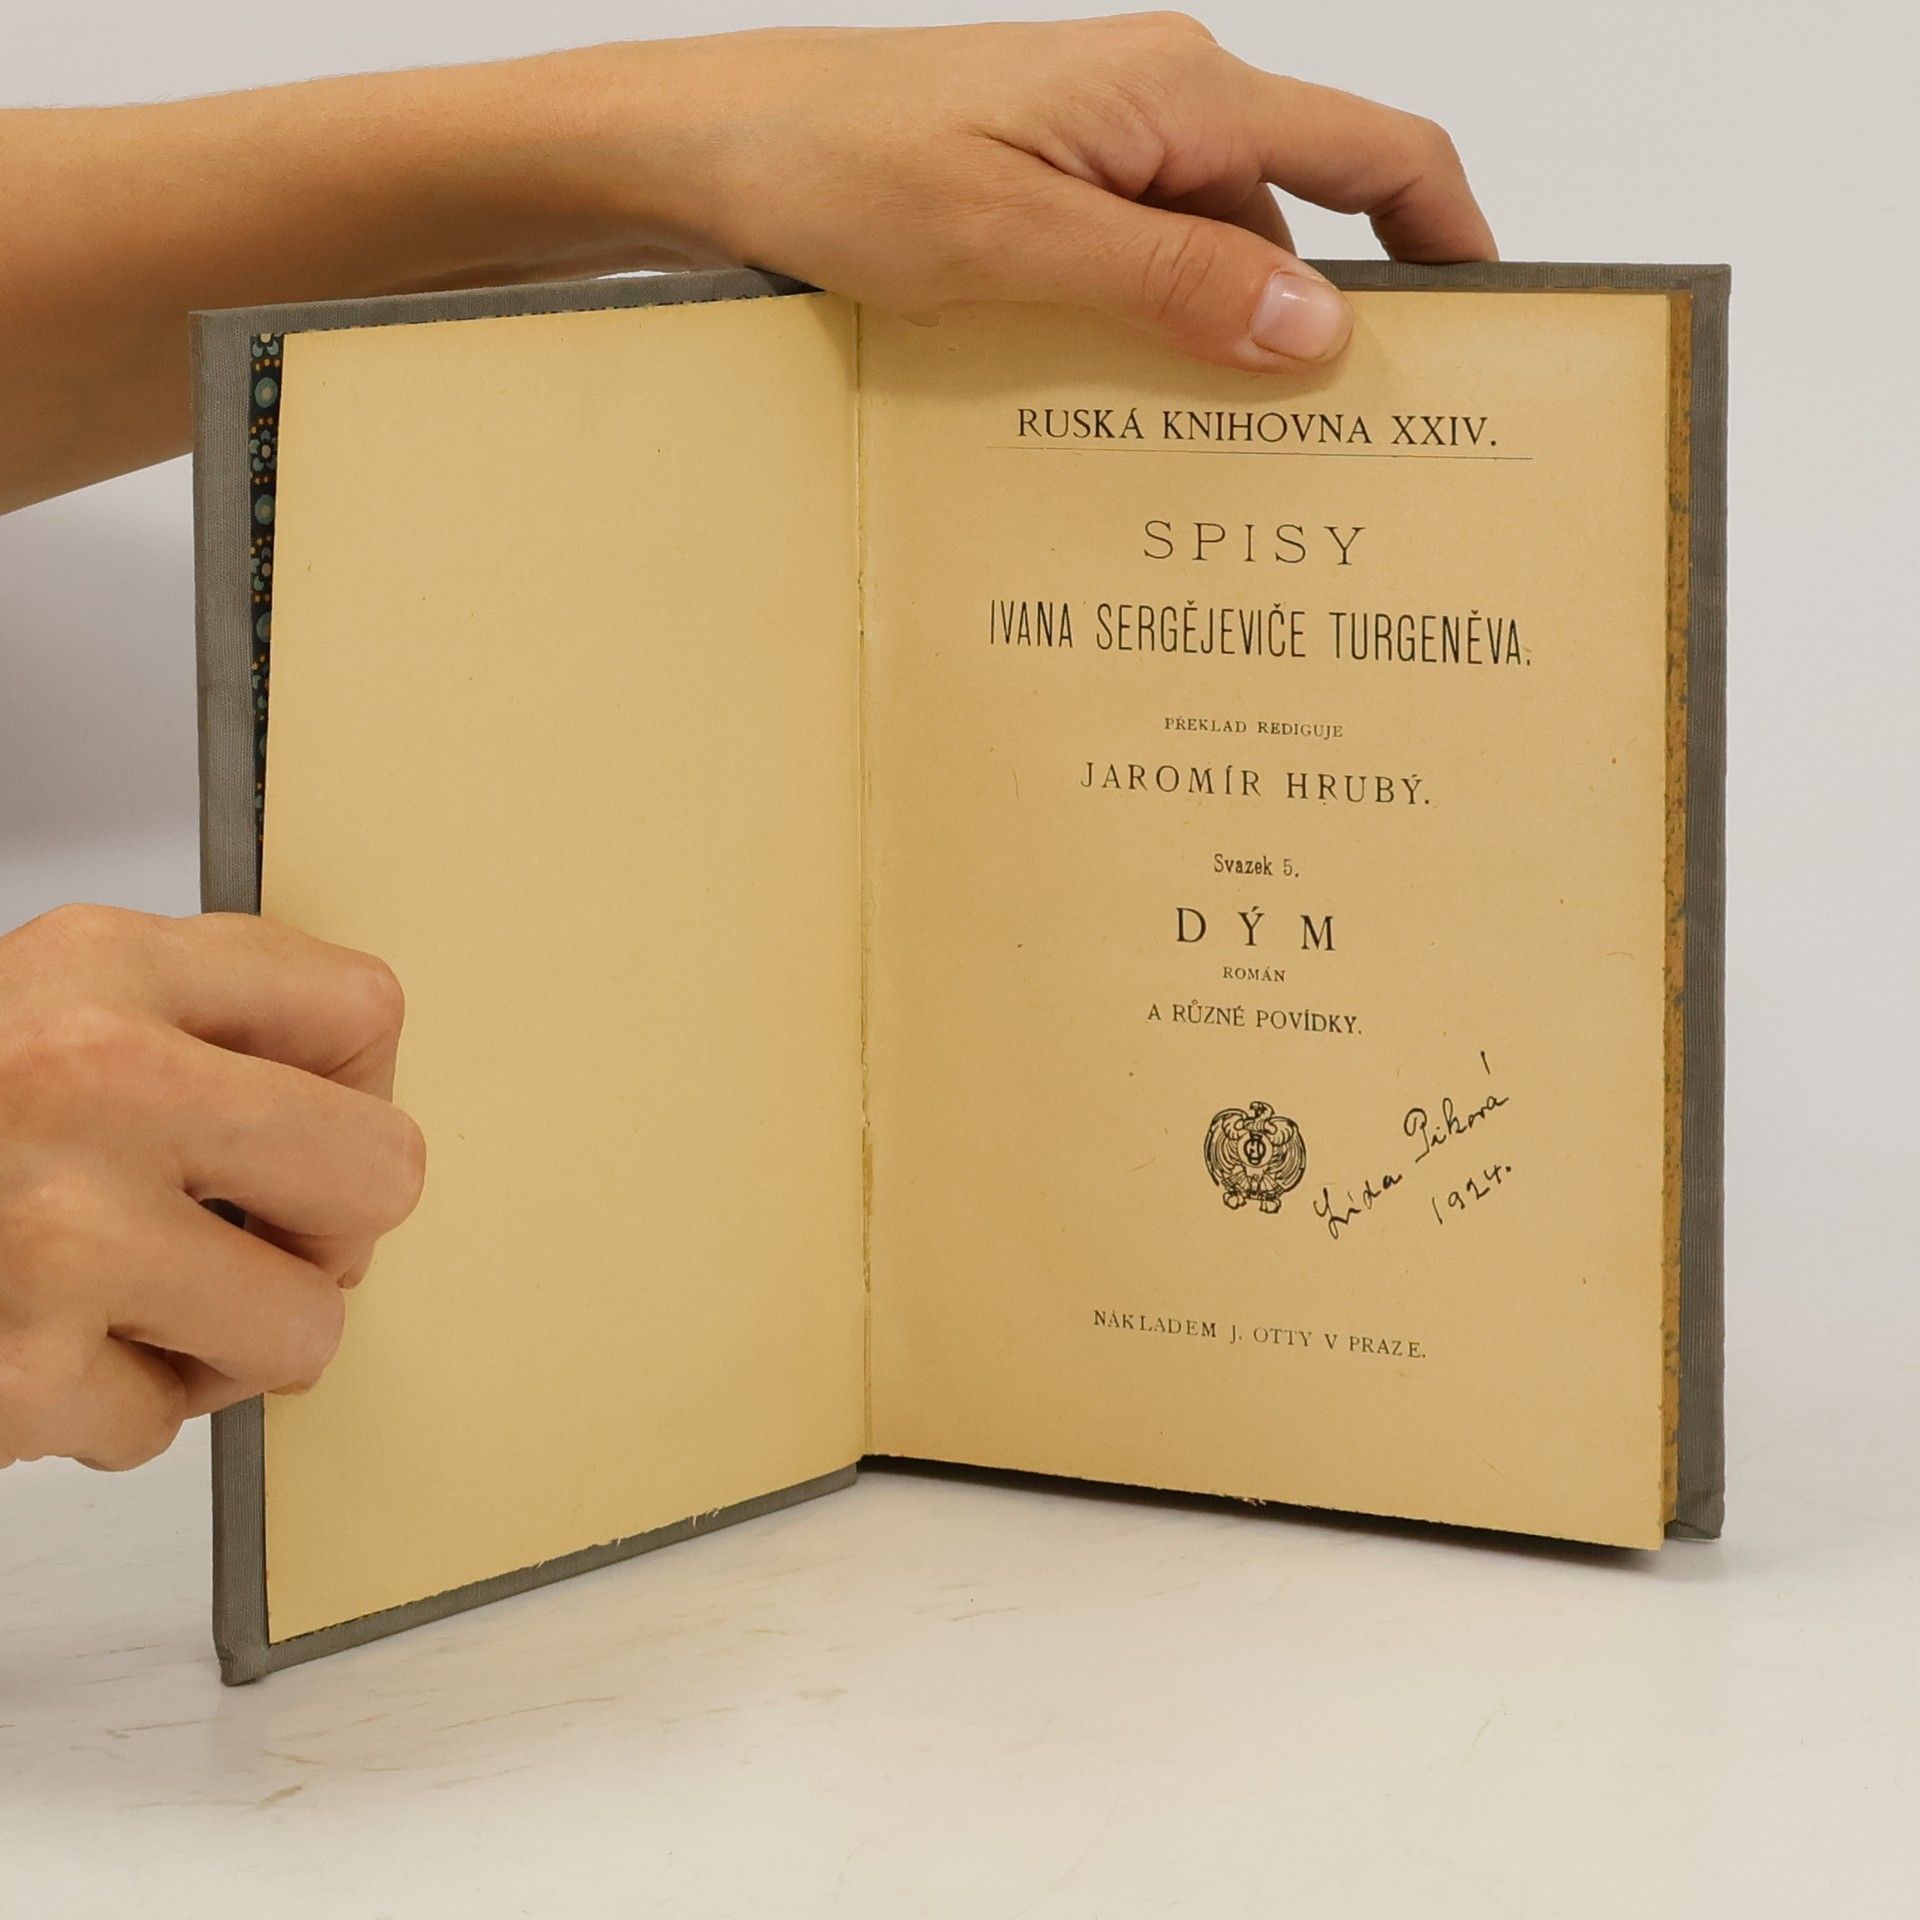 RUSKÁ KNIHOVNA XXIV.
SPISY
IVANA SERGĚJEVIČE TURGENĚVA.
PŘEKLAD REDIGUJE
JAROMÍR HRUBÝ.
Svazek 5.
DÝM
ROMÁN
A RŮZNÉ POVÍDKY.
Lída Piková
1924.
NÁKLADEM J. OTTY V PRAZE.